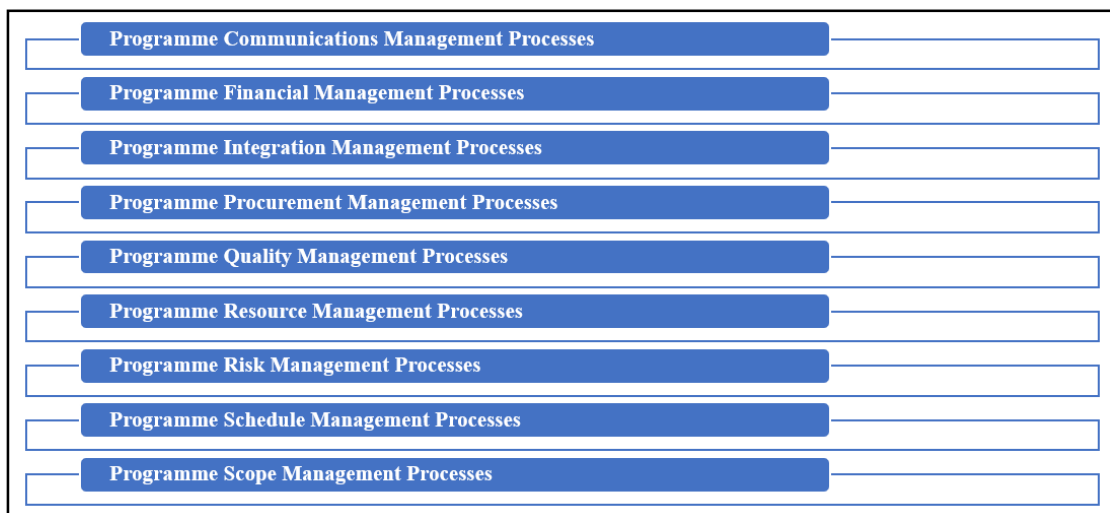 Programme Communications Management Processes
Programme Financial Management Processes
Programme Integration Management Processes
Programme Procurement Management Processes
Programme Quality Management Processes
Programme Resource Management Processes
Programme Risk Management Processes
Programme Schedule Management Processes
Programme Scope Management Processes